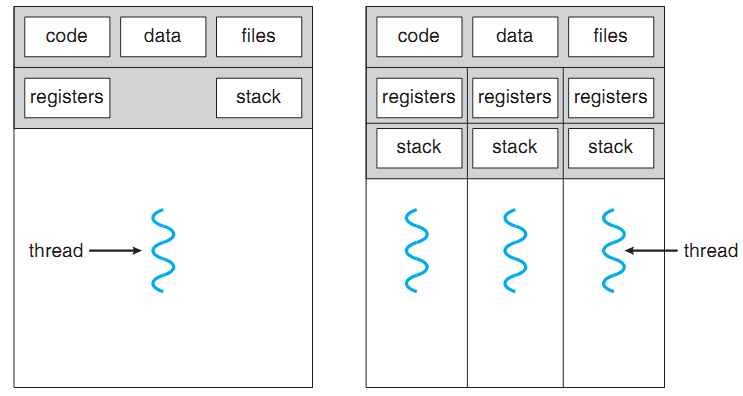 code data files
registers stack
thread
code data files
registers registers registers
stack stack stack
thread